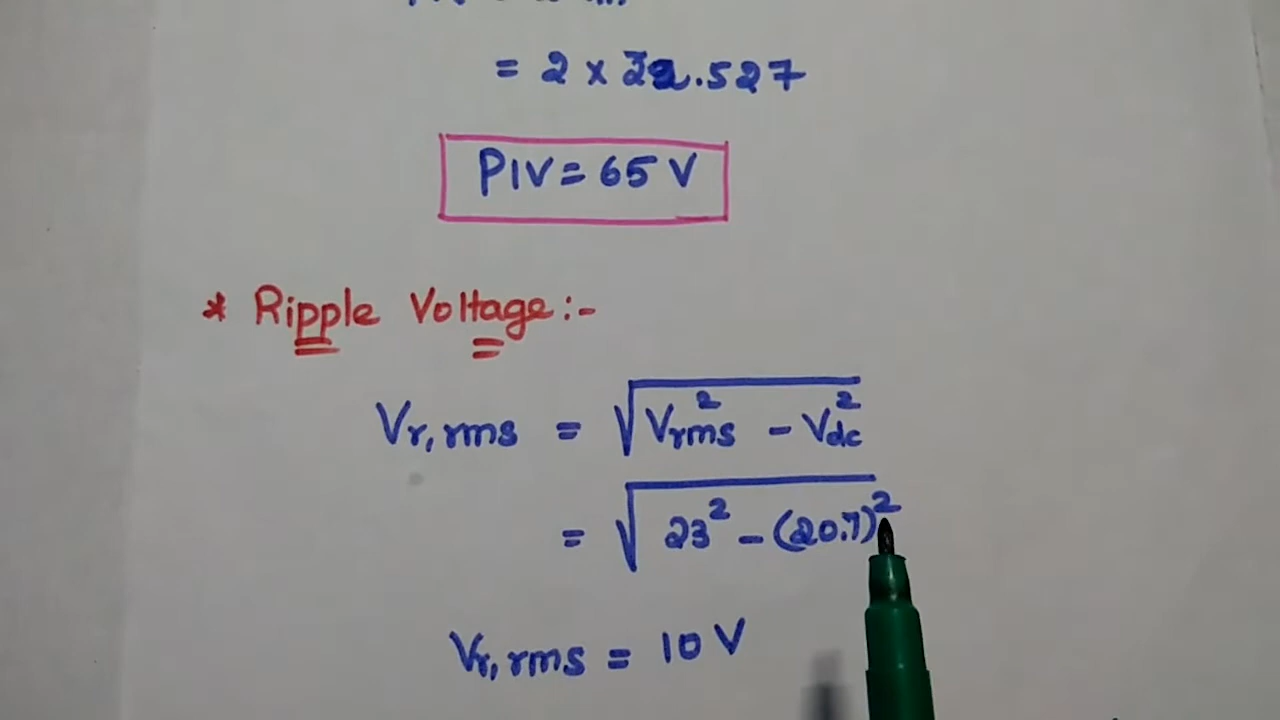 = 2 × 32.527
PIV = 65 V
* Ripple Voltage :-
Vr,rms = √Vrms² - Vdc²
= √23² - (20.7)²
Vr,rms = 10 V